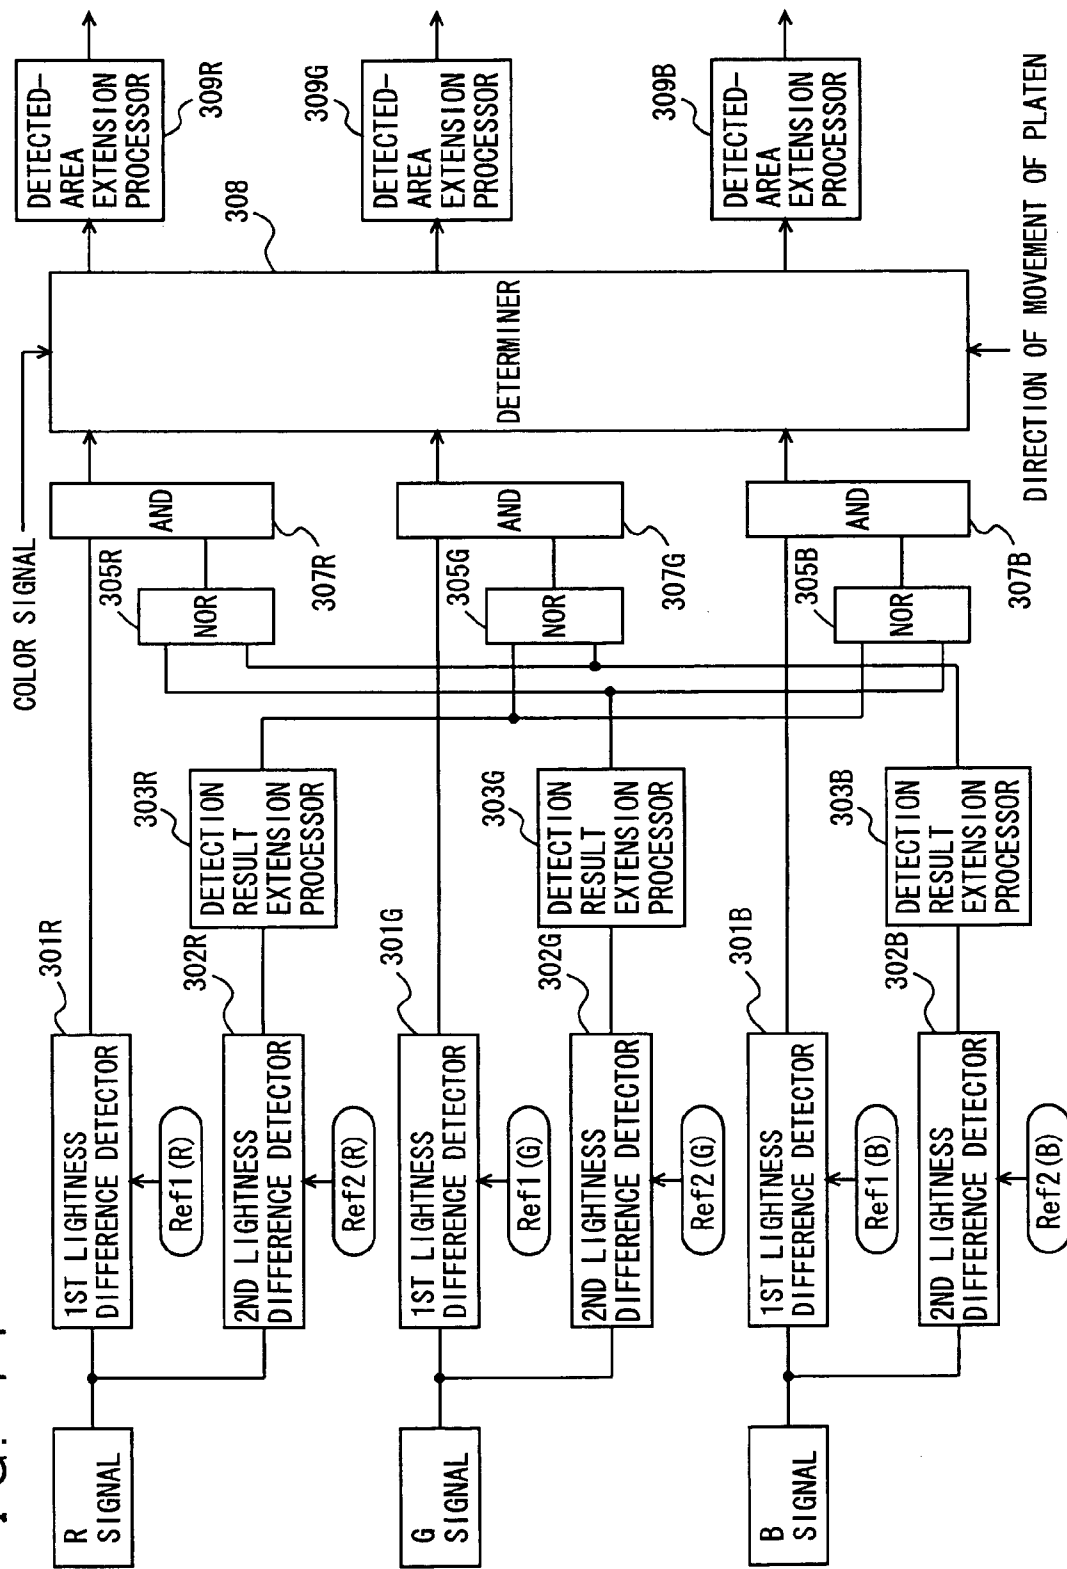 R
SIGNAL
1ST LIGHTNESS
DIFFERENCE DETECTOR
301R
Ref1(R)
2ND LIGHTNESS
DIFFERENCE DETECTOR
302R
Ref2(R)
DETECTION
RESULT
EXTENSION
PROCESSOR
303R
NOR
305R
AND
307R
COLOR SIGNAL
G
SIGNAL
1ST LIGHTNESS
DIFFERENCE DETECTOR
301G
Ref1(G)
2ND LIGHTNESS
DIFFERENCE DETECTOR
302G
Ref2(G)
DETECTION
RESULT
EXTENSION
PROCESSOR
303G
NOR
305G
AND
307G
B
SIGNAL
1ST LIGHTNESS
DIFFERENCE DETECTOR
301B
Ref1(B)
2ND LIGHTNESS
DIFFERENCE DETECTOR
302B
Ref2(B)
DETECTION
RESULT
EXTENSION
PROCESSOR
303B
NOR
305B
AND
307B
DETERMINER
308
DETECTED-
AREA
EXTENSION
PROCESSOR
309R
DETECTED-
AREA
EXTENSION
PROCESSOR
309G
DETECTED-
AREA
EXTENSION
PROCESSOR
309B
DIRECTION OF MOVEMENT OF PLATEN